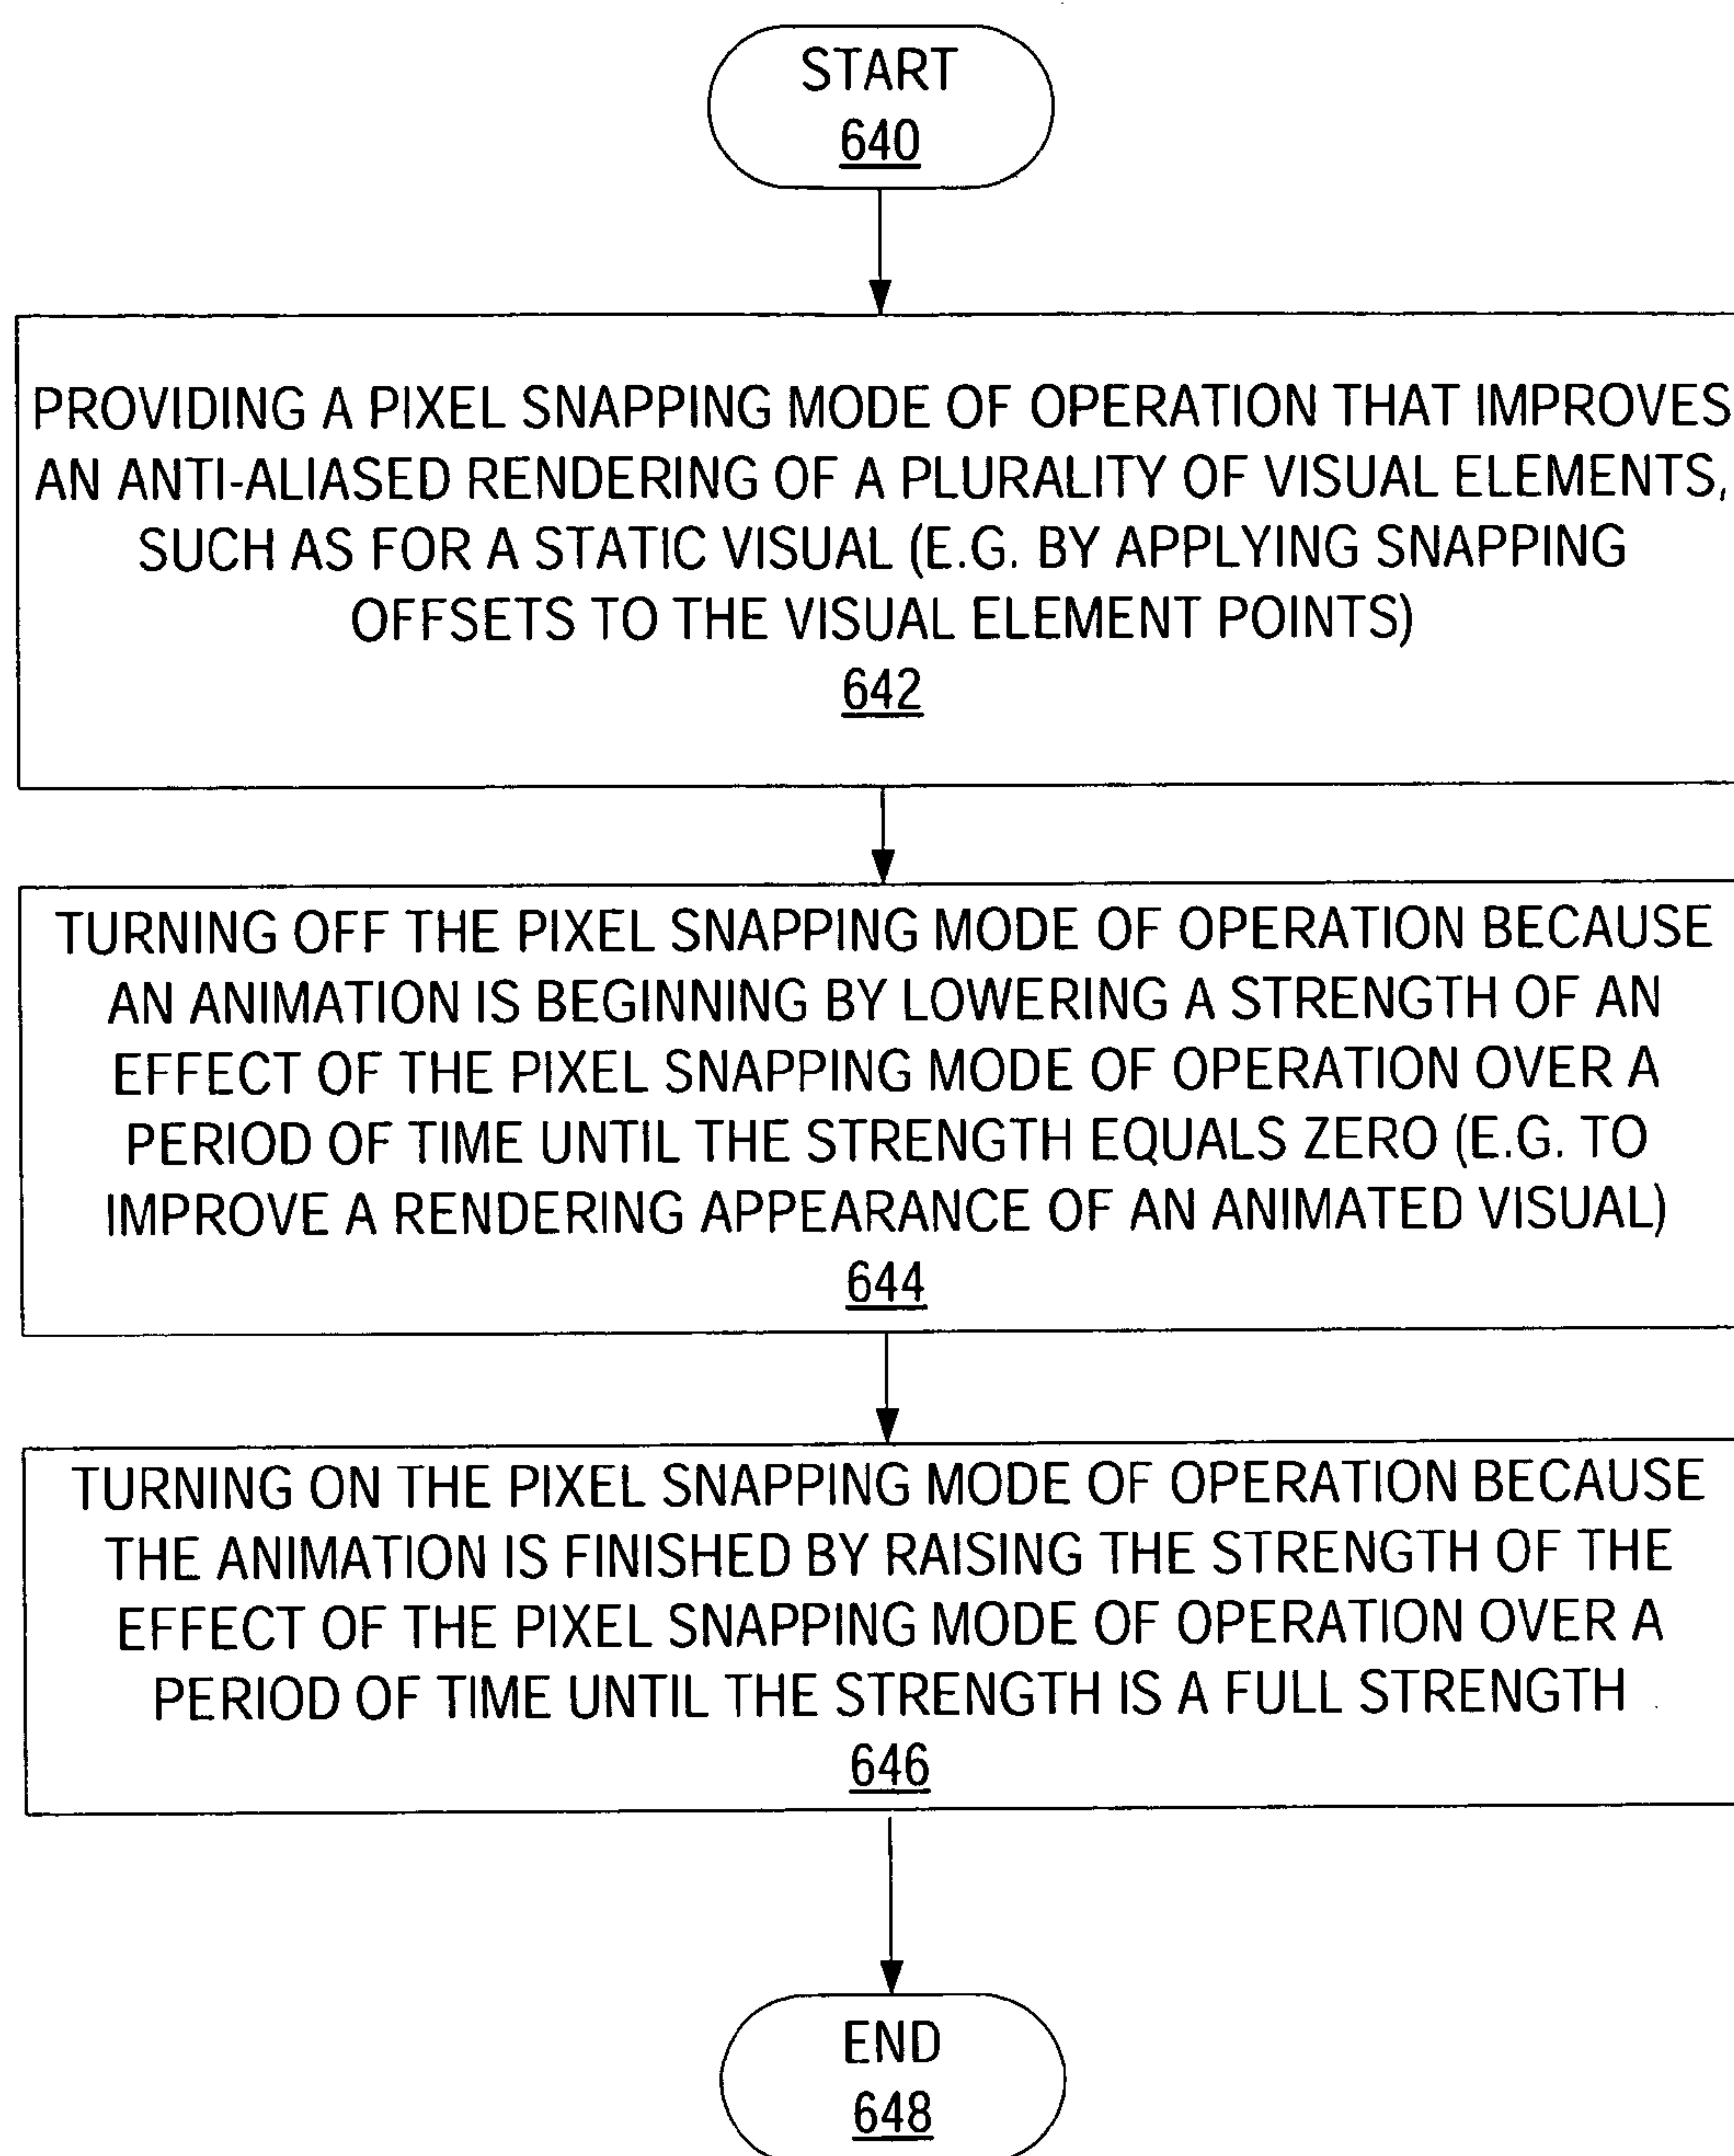 START
640
PROVIDING A PIXEL SNAPPING MODE OF OPERATION THAT IMPROVES
AN ANTI-ALIASED RENDERING OF A PLURALITY OF VISUAL ELEMENTS,
SUCH AS FOR A STATIC VISUAL (E.G. BY APPLYING SNAPPING
OFFSETS TO THE VISUAL ELEMENT POINTS)
642
TURNING OFF THE PIXEL SNAPPING MODE OF OPERATION BECAUSE
AN ANIMATION IS BEGINNING BY LOWERING A STRENGTH OF AN
EFFECT OF THE PIXEL SNAPPING MODE OF OPERATION OVER A
PERIOD OF TIME UNTIL THE STRENGTH EQUALS ZERO (E.G. TO
IMPROVE A RENDERING APPEARANCE OF AN ANIMATED VISUAL)
644
TURNING ON THE PIXEL SNAPPING MODE OF OPERATION BECAUSE
THE ANIMATION IS FINISHED BY RAISING THE STRENGTH OF THE
EFFECT OF THE PIXEL SNAPPING MODE OF OPERATION OVER A
PERIOD OF TIME UNTIL THE STRENGTH IS A FULL STRENGTH
646
END
648